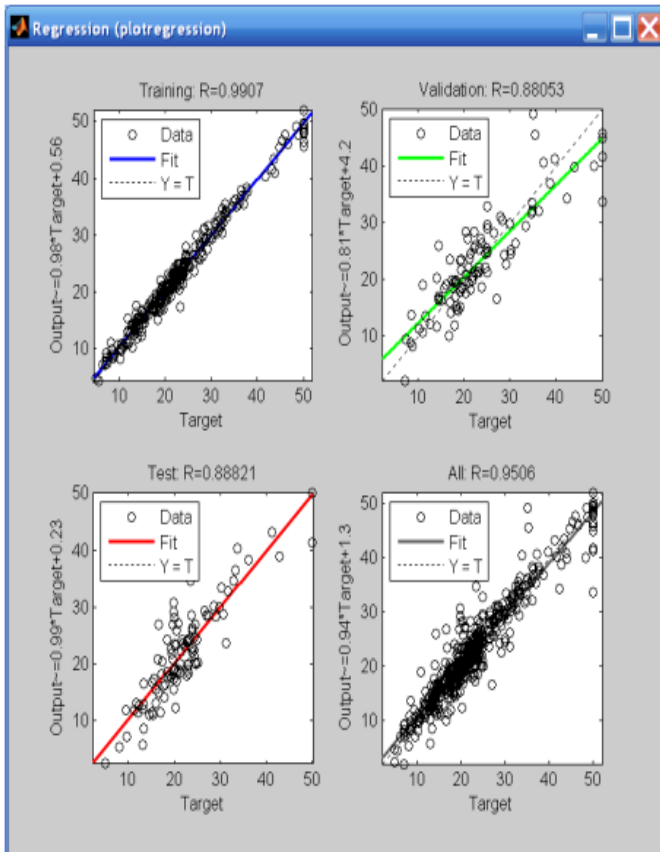 Regression (plotregression)
Training: R=0.9907
Output~=0.98*Target+0.56
50
40
30
20
10
Data
Fit
Y = T
10
20
30
40
50
Target
Validation: R=0.88053
Output~=0.81*Target+4.2
50
40
30
20
10
Data
Fit
Y = T
10
20
30
40
50
Target
Test: R=0.88821
Output~=0.99*Target+0.23
50
40
30
20
10
Data
Fit
Y = T
10
20
30
40
50
Target
All: R=0.9506
Output~=0.94*Target+1.3
50
40
30
20
10
Data
Fit
Y = T
10
20
30
40
50
Target